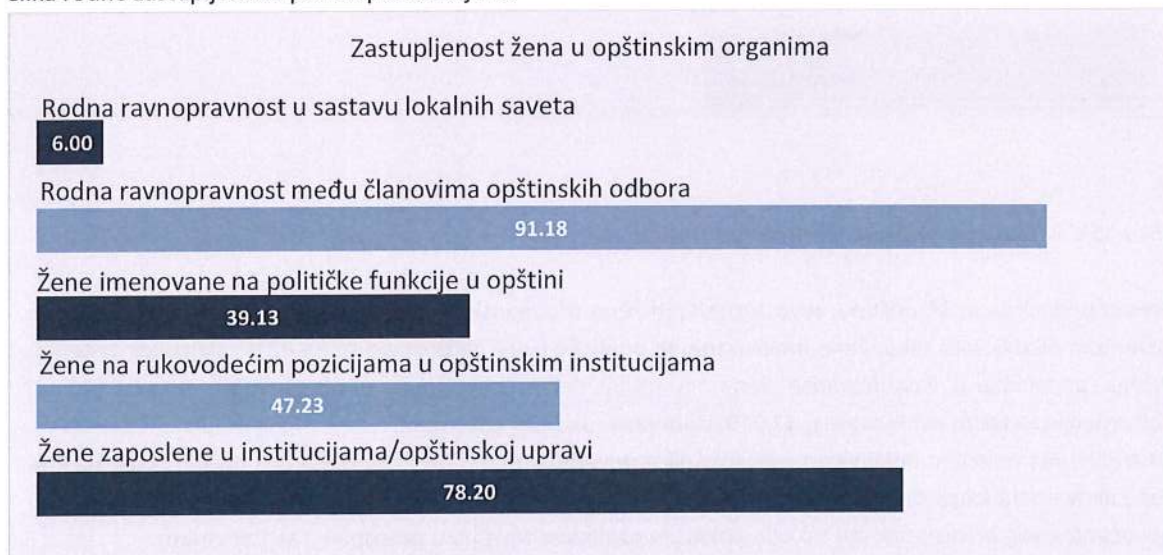 Zastupljenost žena u opštinskim organima
Rodna ravnopravnost u sastavu lokalnih saveta
6.00
Rodna ravnopravnost među članovima opštinskih odbora
91.18
Žene imenovane na političke funkcije u opštini
39.13
Žene na rukovodećim pozicijama u opštinskim institucijama
47.23
Žene zaposlene u institucijama/opštinskoj upravi
78.20